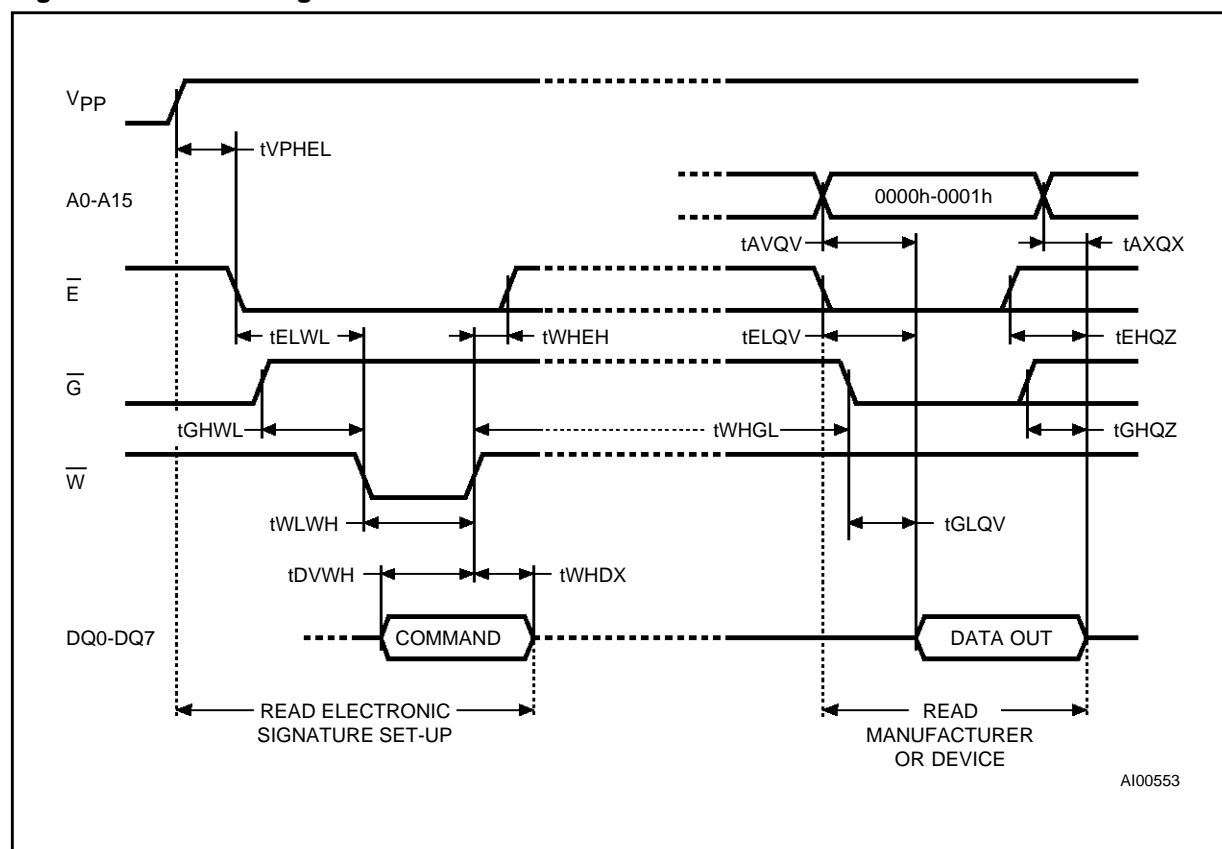 VPP
tVPHEL
A0-A15
0000h-0001h
tAVQV
tAXQX
E
tELWL
tWHEH
tELQV
tEHQZ
G
tGHWL
tWHGL
tGHQZ
W
tWLWH
tGLQV
tDVWH
tWHDX
DQ0-DQ7
COMMAND
DATA OUT
READ ELECTRONIC
SIGNATURE SET-UP
READ
MANUFACTURER
OR DEVICE
AI00553